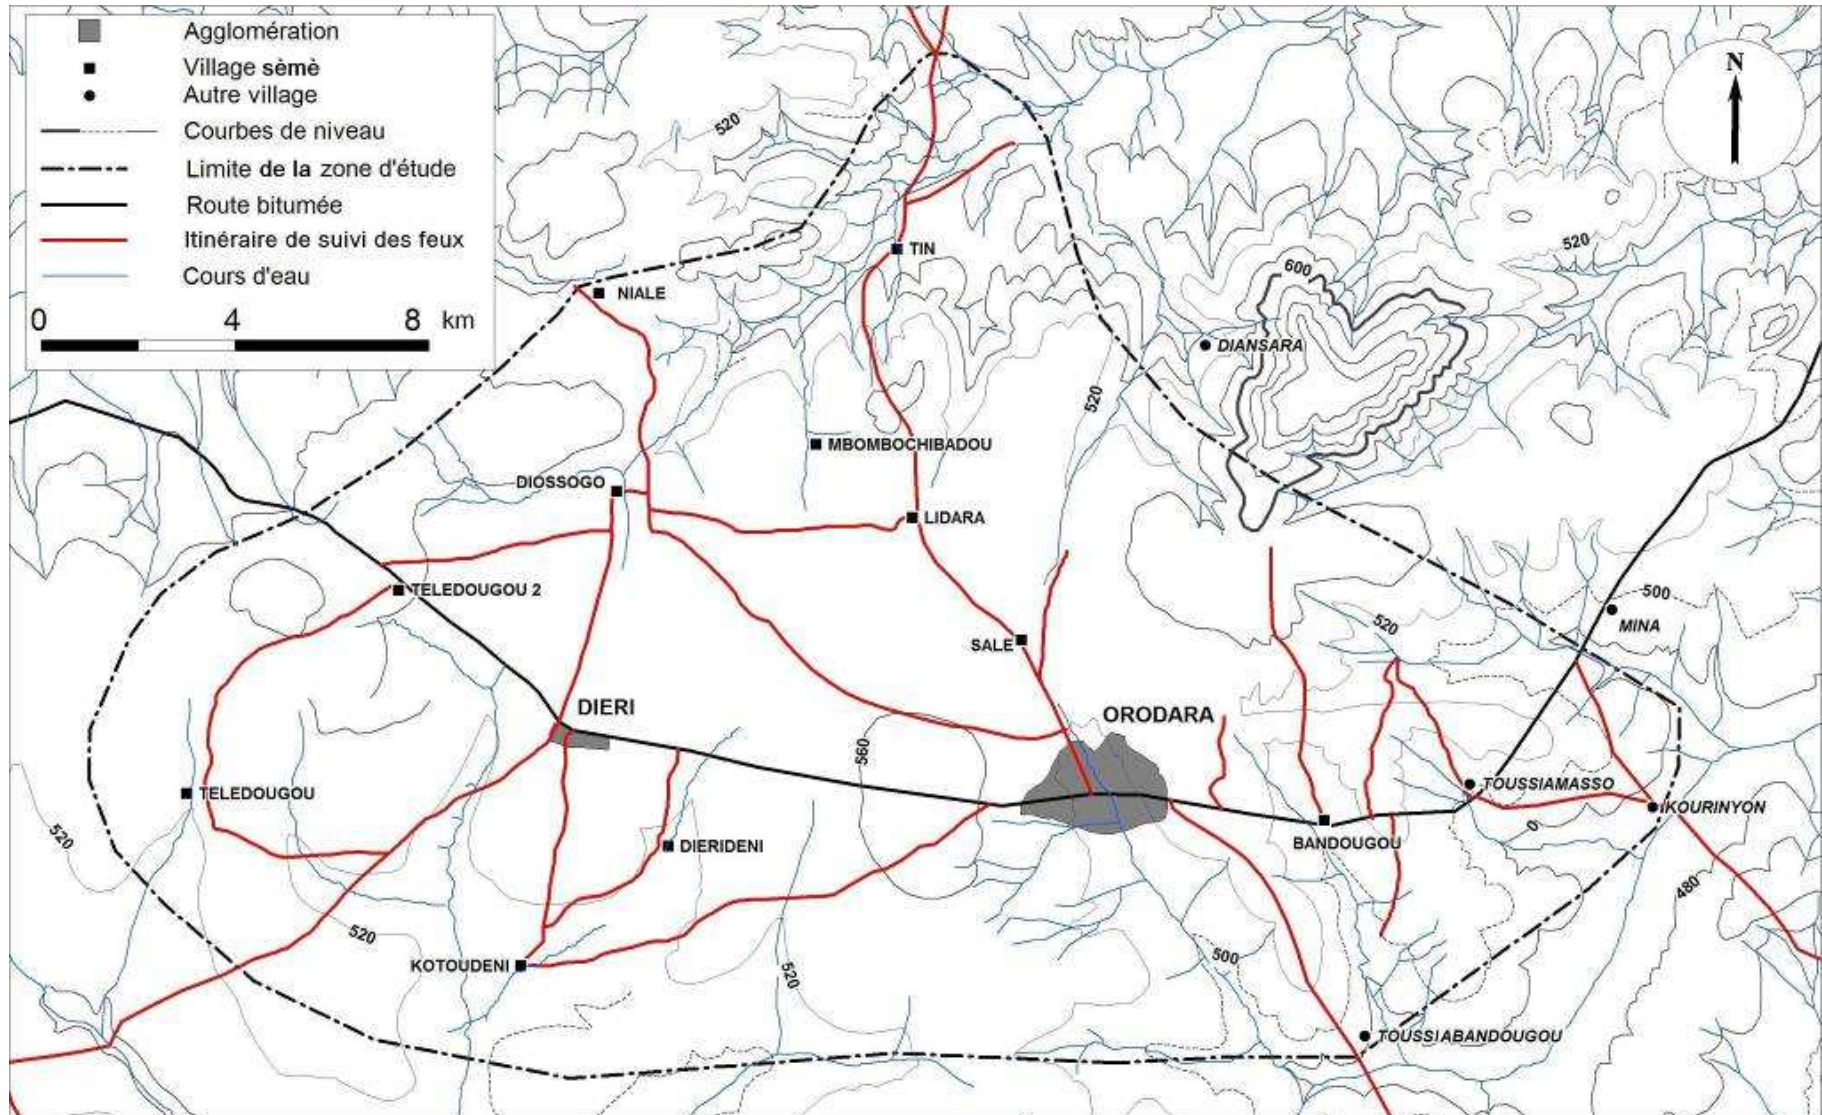 Agglomération
Village sèmè
Autre village
Courbes de niveau
Limite de la zone d'étude
Route bitumée
Itinéraire de suivi des feux
Cours d'eau
0 4 8 km
N
520
520
TIN
600
NIALE
DIANSARA
520
MBOMBOCHIBADOU
DIOSSOGO
LIDARA
TELEDOUGOU 2
500
MINA
520
SALE
DIERI
ORODARA
560
TOUSSIAMASSO
TELEDOUGOU
KOURINYON
0
520
DIERIDENI
BANDOUGOU
480
520
500
KOTOUDENI
520
TOUSSIABANDOUGOU